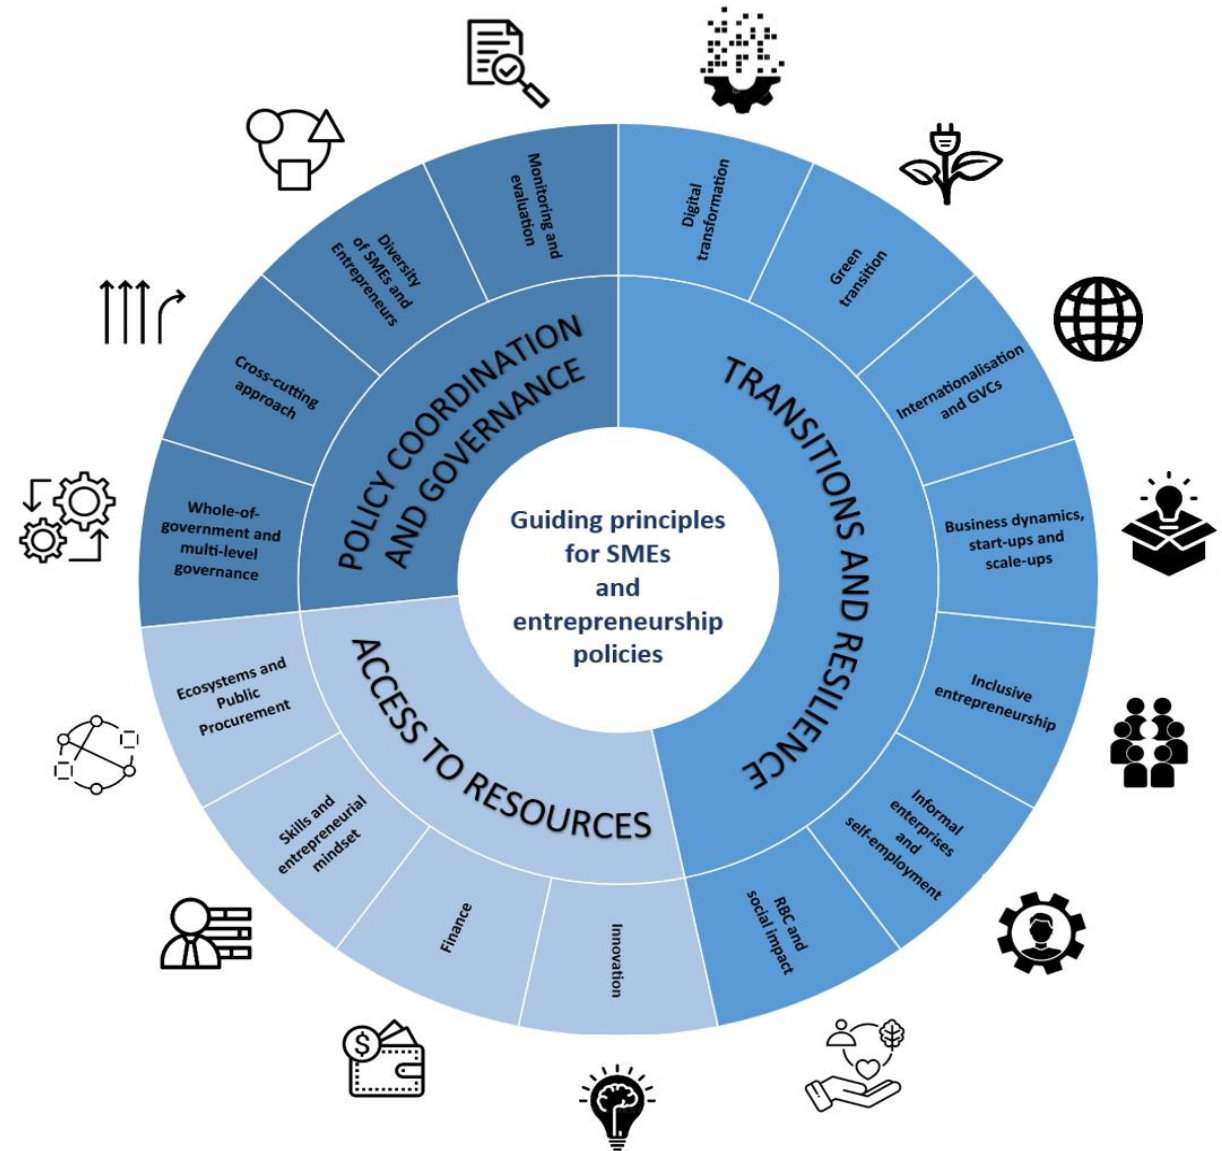 Guiding principles
for SMEs
and
entrepreneurship
policies
POLICY COORDINATION
AND GOVERNANCE
TRANSITIONS AND RESILIENCE
ACCESS TO RESOURCES
Digital
transformation
Green
transition
Internationalisation
and GVCs
Business dynamics,
start-ups and
scale-ups
Inclusive
entrepreneurship
Informal
enterprises
and
self-employment
RBC and
social impact
Innovation
Finance
Skills and
entrepreneurial
mindset
Ecosystems and
Public
Procurement
Whole-of-
government and
multi-level
governance
Cross-cutting
approach
Diversity
of SMEs and
Entrepreneurs
Monitoring and
evaluation
$